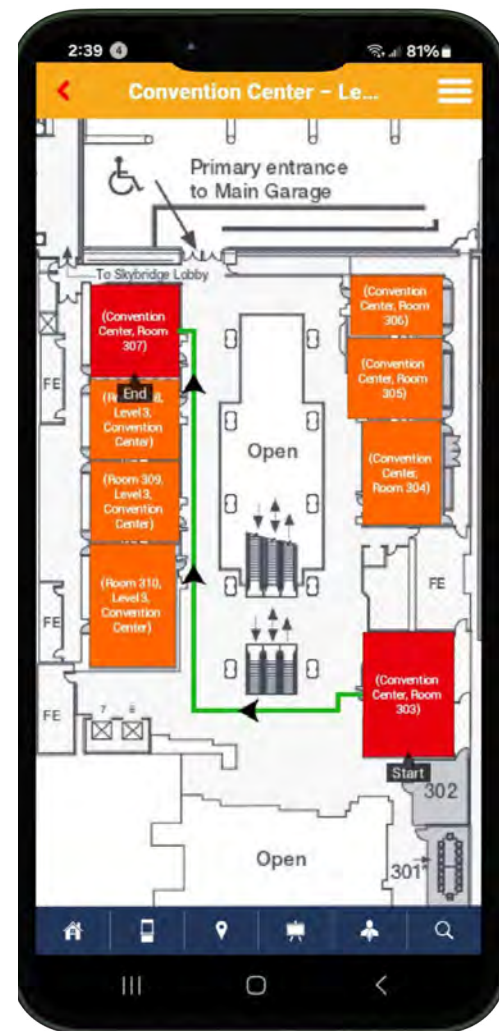 2:39 4 81%
Convention Center – Le...
Primary entrance
to Main Garage
To Skybridge Lobby
(Convention
Center, Room
307)
End
FE
Level 3,
Convention
Center)
(Room 309,
Level 3,
Convention
Center)
(Room 310,
Level 3,
Convention
Center)
FE
FE
7 8
Open
(Convention
Center, Room
306)
(Convention
Center, Room
305)
(Convention
Center,
Room 304)
FE
(Convention
Center, Room
303)
Start
302
301
Open